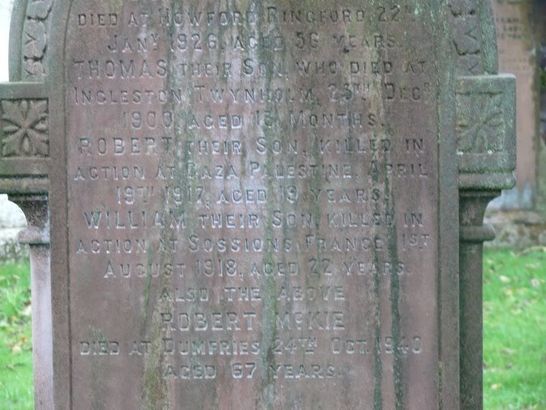 DIED AT HOWFORD RINGFORD 22ND
JANY 1926, AGED 56 YEARS.
THOMAS THEIR SON, WHO DIED AT
INGLESTON TWYNHOLM, 23TH DECR
1900 AGED 16 MONTHS.
ROBERT THEIR SON, KILLED IN
ACTION AT GAZA PALESTINE, APRIL
19TH 1917, AGED 19 YEARS.
WILLIAM THEIR SON, KILLED IN
ACTION AT SOSSIONS, FRANCE, 1ST
AUGUST 1918, AGED 22 YEARS.
ALSO THE ABOVE
ROBERT MCKIE
DIED AT DUMFRIES, 24TH OCT. 1940
AGED 67 YEARS.